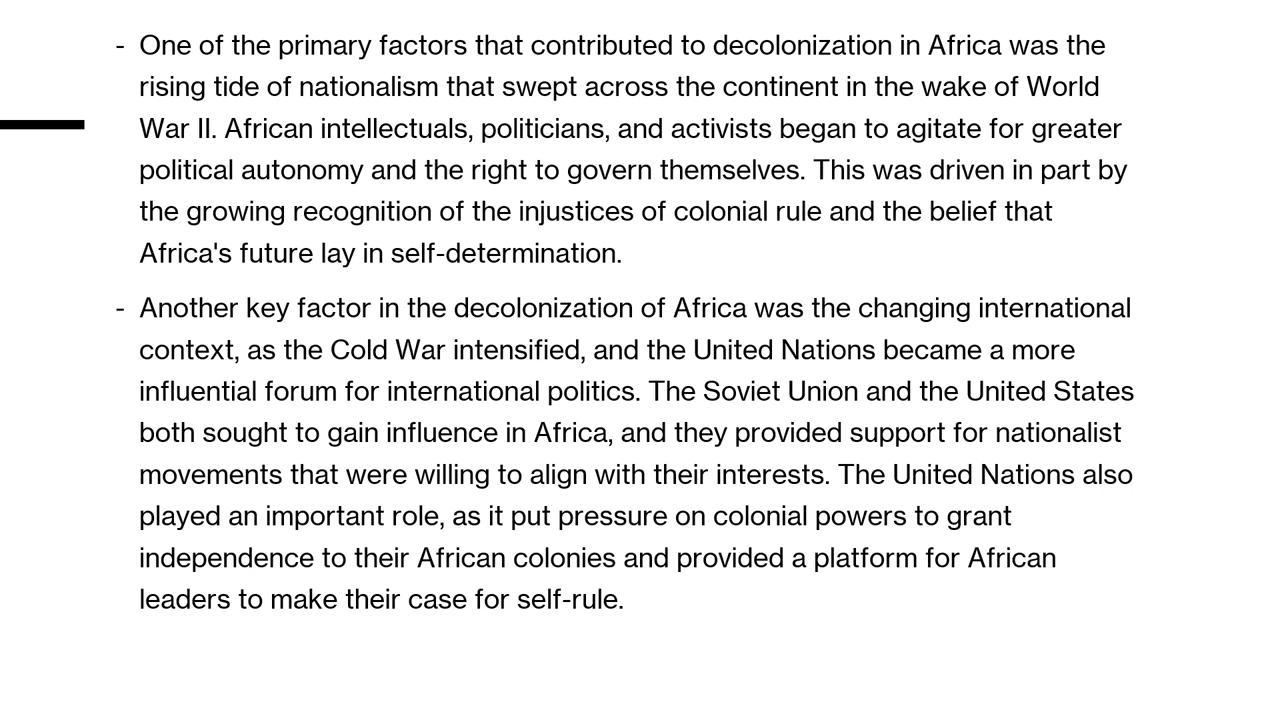 - One of the primary factors that contributed to decolonization in Africa was the
rising tide of nationalism that swept across the continent in the wake of World
War II. African intellectuals, politicians, and activists began to agitate for greater
political autonomy and the right to govern themselves. This was driven in part by
the growing recognition of the injustices of colonial rule and the belief that
Africa's future lay in self-determination.
- Another key factor in the decolonization of Africa was the changing international
context, as the Cold War intensified, and the United Nations became a more
influential forum for international politics. The Soviet Union and the United States
both sought to gain influence in Africa, and they provided support for nationalist
movements that were willing to align with their interests. The United Nations also
played an important role, as it put pressure on colonial powers to grant
independence to their African colonies and provided a platform for African
leaders to make their case for self-rule.